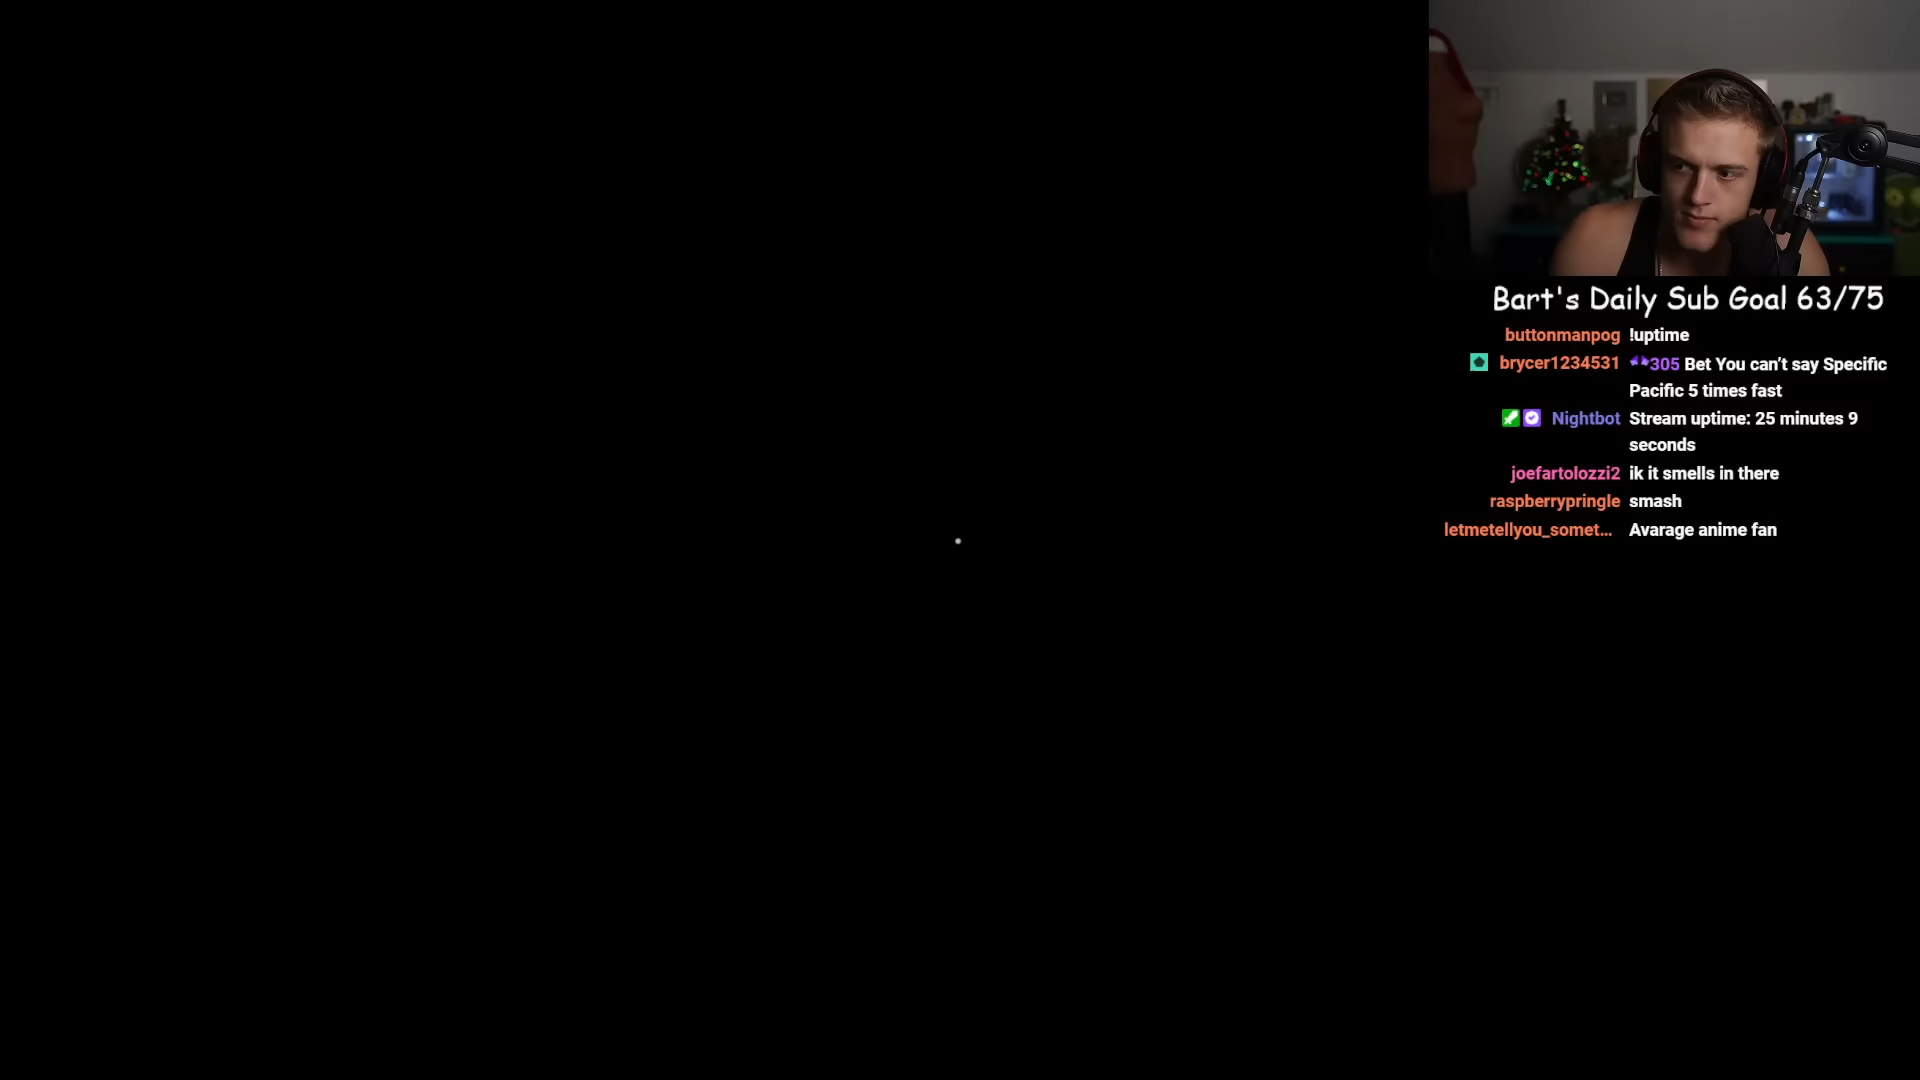 Bart's Daily Sub Goal 63/75
buttonmanpog !uptime
brycer1234531 305 Bet You can’t say Specific
Pacific 5 times fast
Nightbot Stream uptime: 25 minutes 9
seconds
joefartolozzi2 ik it smells in there
raspberrypringle smash
letmetellyou_somet... Avarage anime fan